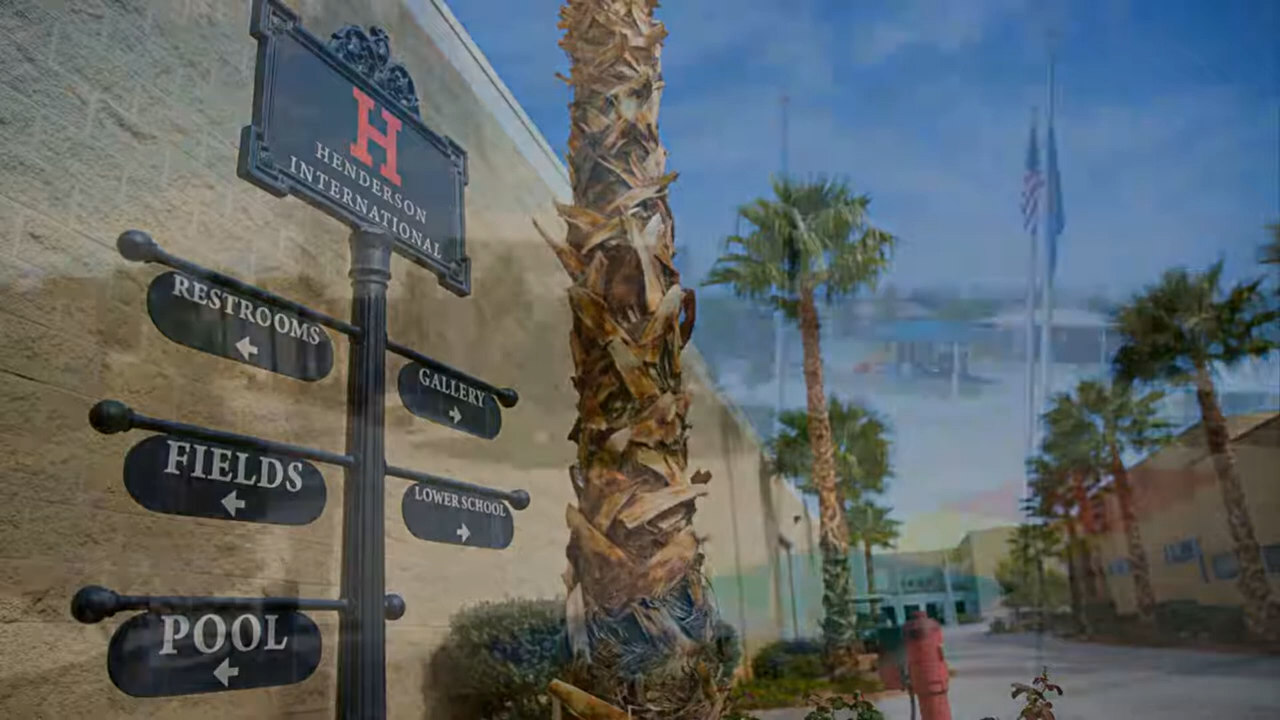 H
HENDERSON
INTERNATIONAL
RESTROOMS
GALLERY
FIELDS
LOWER SCHOOL
POOL